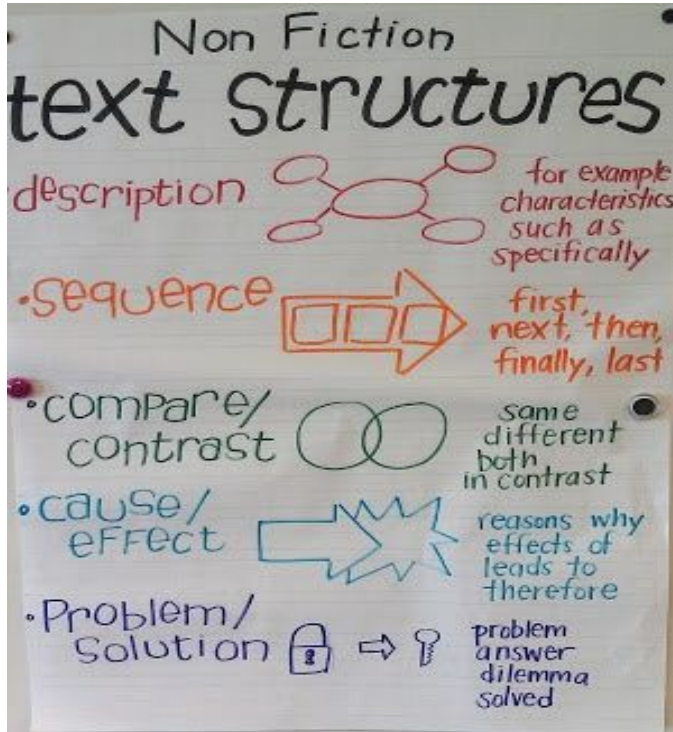 Non Fiction
text structures
description
for example
characteristics
such as
specifically
•sequence
first,
next, then,
finally, last
•compare/
contrast
same
different
both
in contrast
•cause/
effect
reasons why
effects of
leads to
therefore
•Problem/
Solution
problem
answer
dilemma
solved